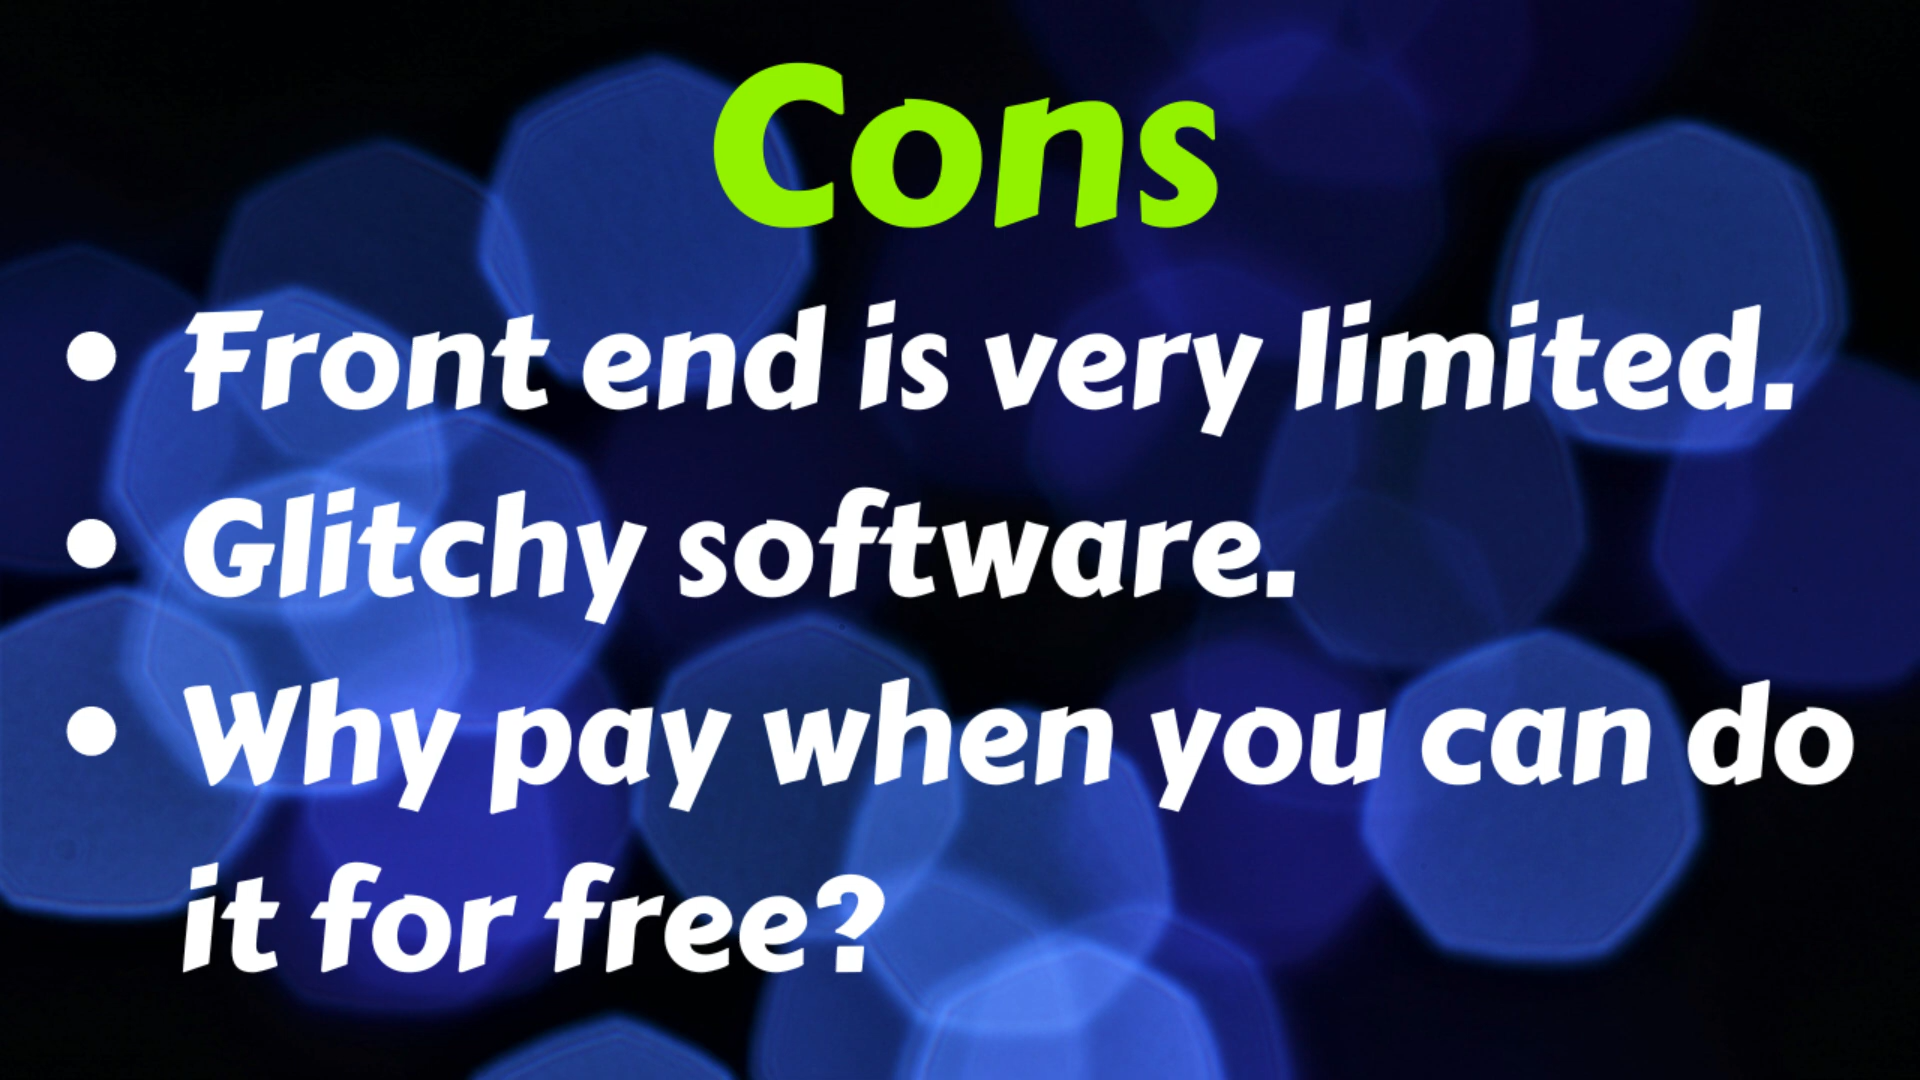 Cons
• Front end is very limited.
• Glitchy software.
• Why pay when you can do
it for free?